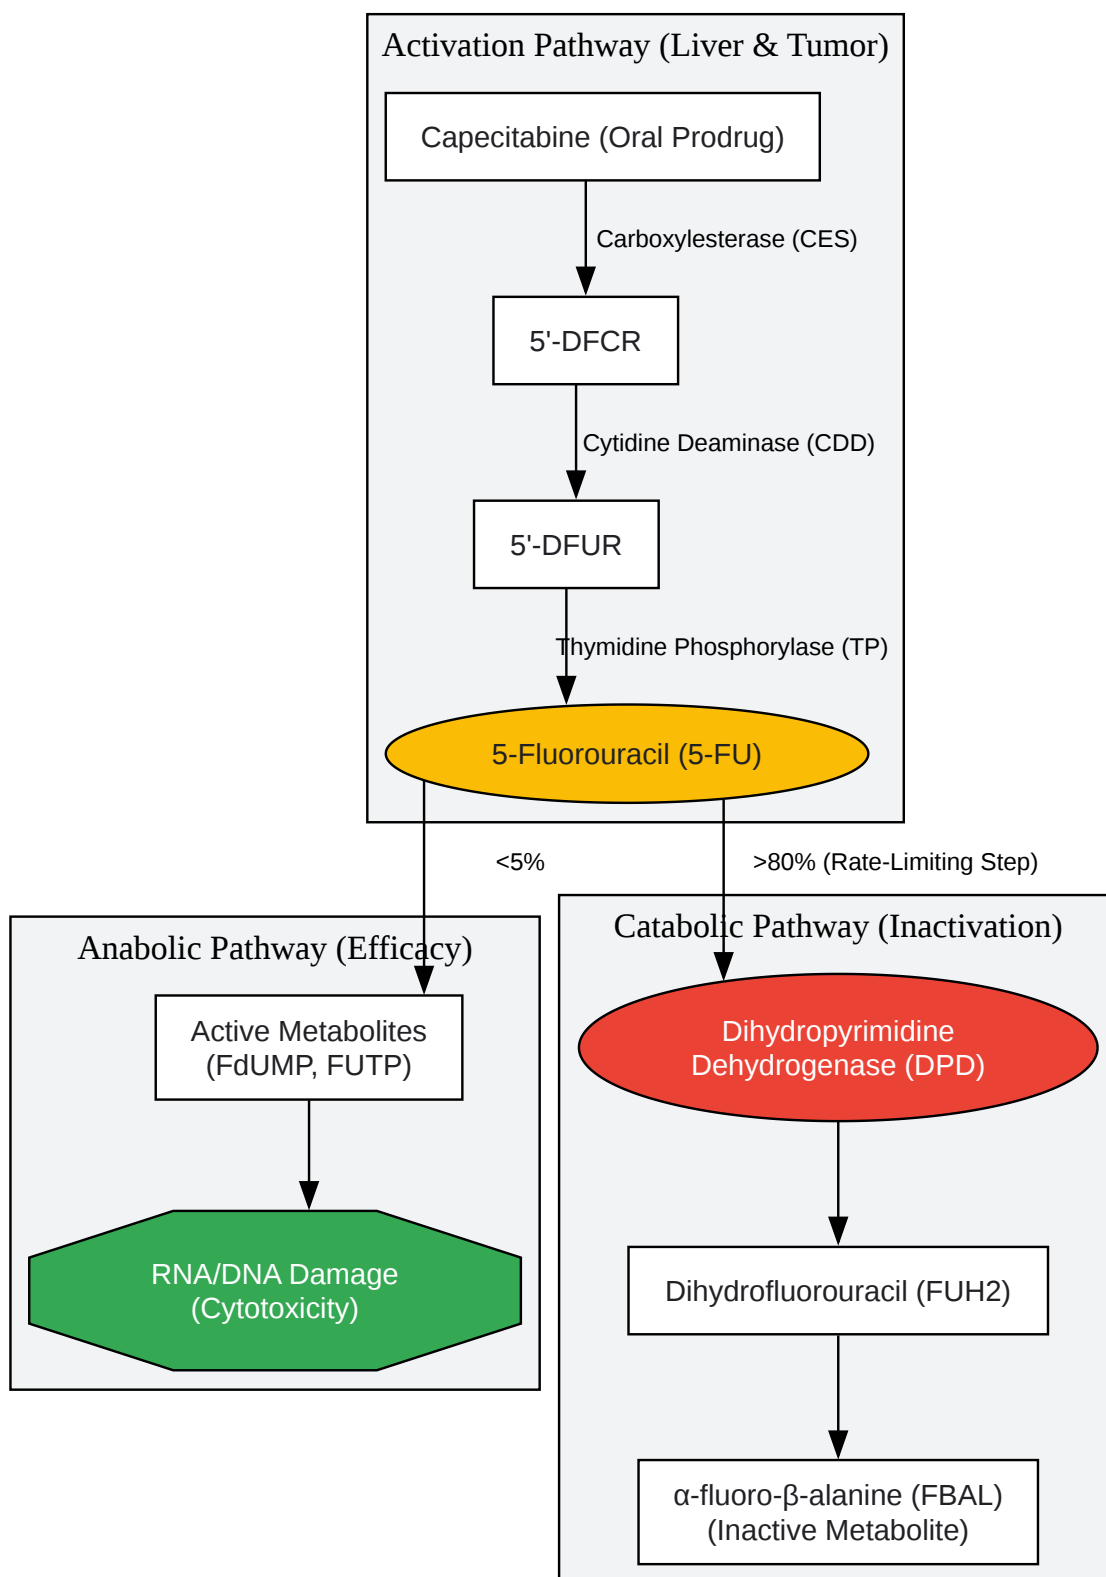 Activation Pathway (Liver & Tumor)
Capecitabine (Oral Prodrug)
Carboxylesterase (CES)
5'-DFCR
Cytidine Deaminase (CDD)
5'-DFUR
Thymidine Phosphorylase (TP)
5-Fluorouracil (5-FU)
<5%
>80% (Rate-Limiting Step)
Anabolic Pathway (Efficacy)
Active Metabolites
(FdUMP, FUTP)
RNA/DNA Damage
(Cytotoxicity)
Catabolic Pathway (Inactivation)
Dihydropyrimidine
Dehydrogenase (DPD)
Dihydrofluorouracil (FUH2)
α-fluoro-β-alanine (FBAL)
(Inactive Metabolite)